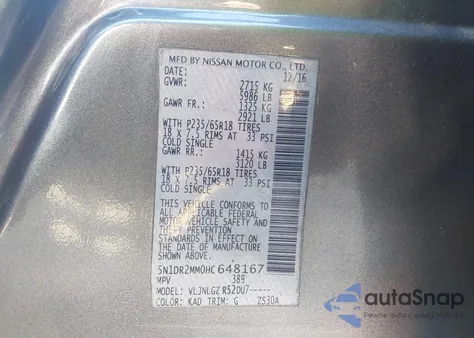 MFD BY NISSAN MOTOR CO., LTD.
DATE: 12/16
GVWR: 2715 KG
5986 LB
GAWR FR.: 1325 KG
2921 LB
WITH P235/65R18 TIRES
18 X 7.5 RIMS AT 33 PSI
COLD SINGLE
GAWR RR.: 1415 KG
3120 LB
WITH P235/65R18 TIRES
18 X 7.5 RIMS AT 33 PSI
COLD SINGLE
THIS VEHICLE CONFORMS TO
ALL APPLICABLE FEDERAL
MOTOR VEHICLE SAFETY
AND THEFT PREVENTION
STANDARDS IN EFFECT ON
THE DATE OF MANUFACTURE
SHOWN ABOVE.
5N1DR2MM0HC648167
MPV 389
MODEL: VLJNLGZ R52DU7-----
COLOR: KAD TRIM: G ZS30A
autoSnap
Powered by AutoPortal